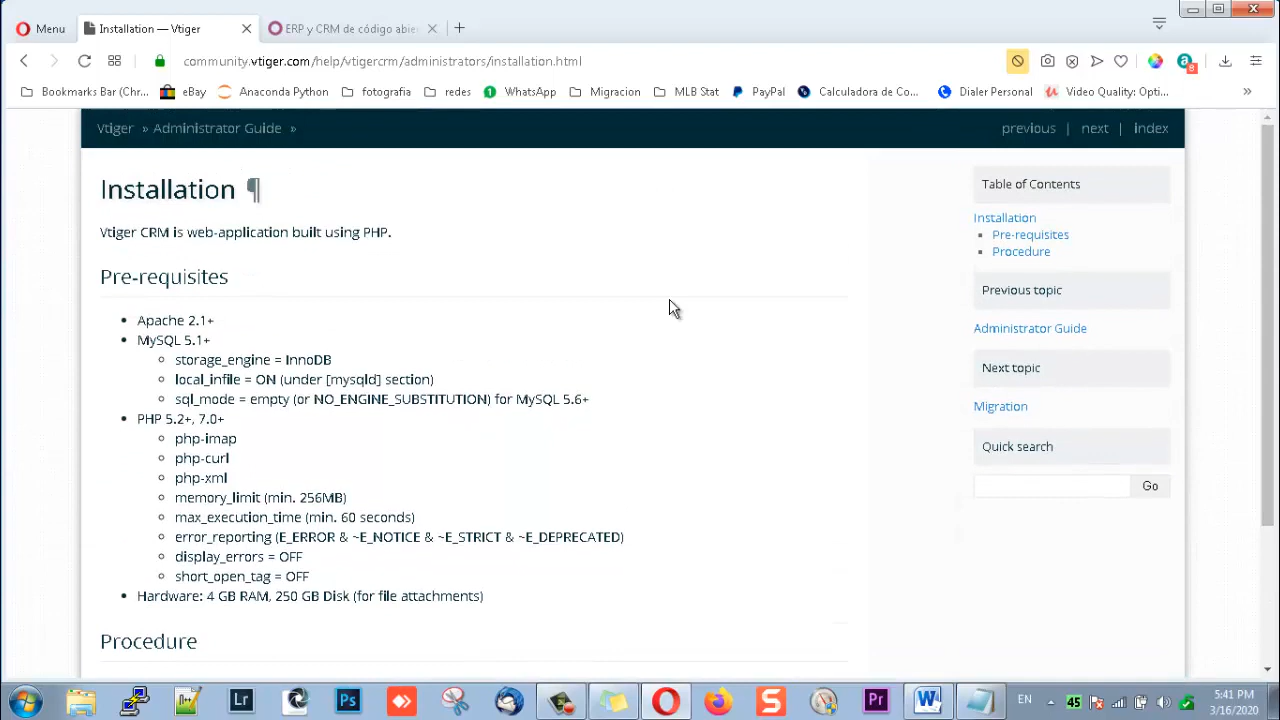 Menu
Installation — Vtiger
ERP y CRM de código abie
community.vtiger.com/help/vtigercrm/administrators/installation.html
8
Bookmarks Bar (Chr...
eBay
Anaconda Python
fotografia
redes
WhatsApp
Migracion
MLB Stat
PayPal
Calculadora de Co...
Dialer Personal
Video Quality: Opti...
Vtiger » Administrator Guide »
previous | next | index
Installation ¶
Vtiger CRM is web-application built using PHP.
Pre-requisites
Apache 2.1+
MySQL 5.1+
storage_engine = InnoDB
local_infile = ON (under [mysqld] section)
sql_mode = empty (or NO_ENGINE_SUBSTITUTION) for MySQL 5.6+
PHP 5.2+, 7.0+
php-imap
php-curl
php-xml
memory_limit (min. 256MB)
max_execution_time (min. 60 seconds)
error_reporting (E_ERROR & ~E_NOTICE & ~E_STRICT & ~E_DEPRECATED)
display_errors = OFF
short_open_tag = OFF
Hardware: 4 GB RAM, 250 GB Disk (for file attachments)
Procedure
Table of Contents
Installation
Pre-requisites
Procedure
Previous topic
Administrator Guide
Next topic
Migration
Quick search
Go
Lr
Ps
S
Pr
W
EN
45
5:41 PM
3/16/2020